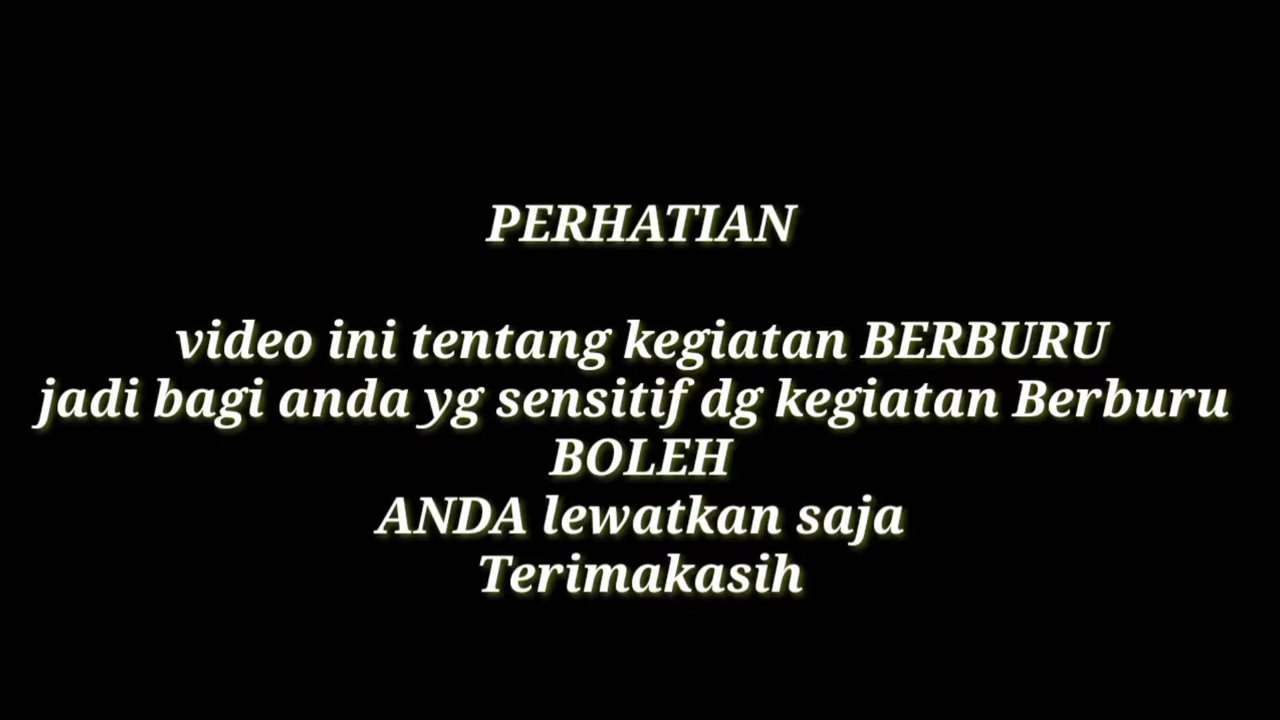 PERHATIAN
video ini tentang kegiatan BERBURU
jadi bagi anda yg sensitif dg kegiatan Berburu
BOLEH
ANDA lewatkan saja
Terimakasih